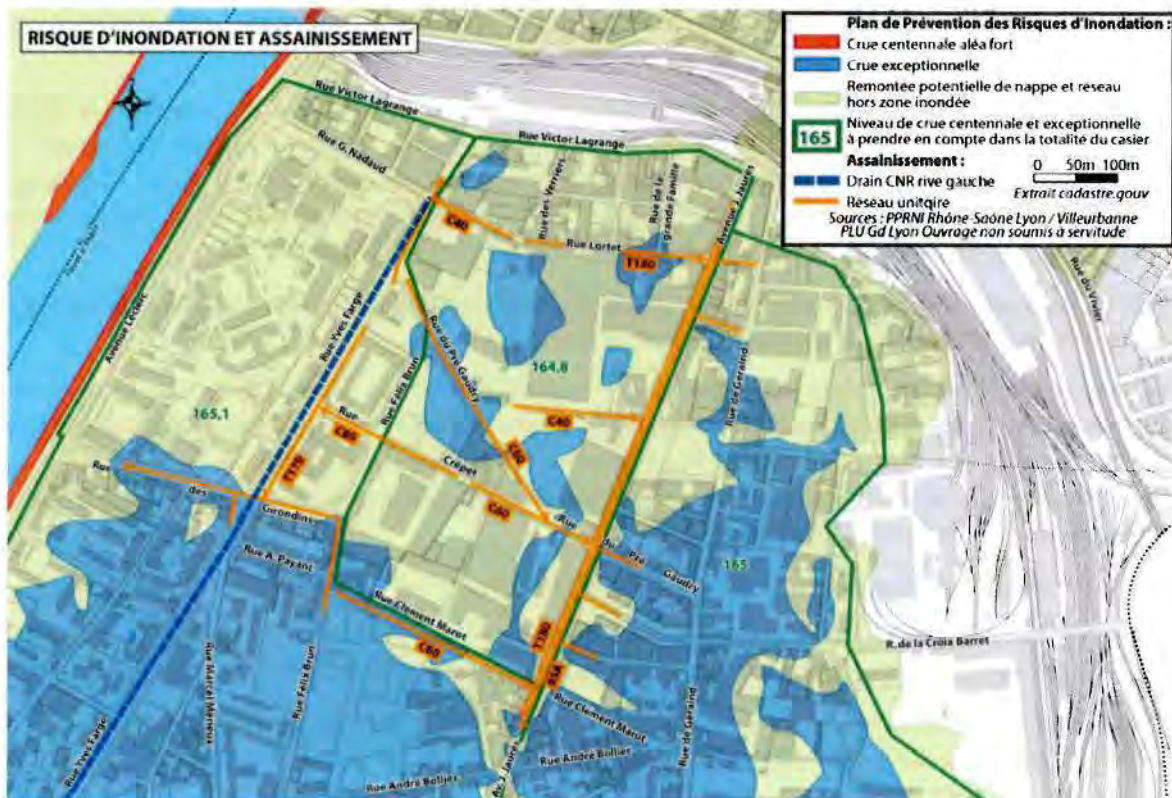 RISQUE D'INONDATION ET ASSAINISSEMENT
Plan de Prévention des Risques d'Inondation :
Crue centennale aléa fort
Crue exceptionnelle
Remontée potentielle de nappe et réseau
hors zone inondée
165
Niveau de crue centennale et exceptionnelle
à prendre en compte dans la totalité du casier
Assainissement :
0 50m 100m
Drain CNR rive gauche
Extrait cadastre.gouv
Réseau unitaire
Sources : PPRNI Rhône-Saône Lyon / Villeurbanne
PLU Gd Lyon Ouvrage non soumis à servitude
Rue Victor Lagrange
Rue Victor Lagrange
Rue G. Nadaud
Rue des Verriers
Rue de la
grande Famille
Avenue J. Jaures
C40
Rue Lortet
T180
Rue du Vivier
Avenue Leclerc
Rue Yves Farge
Rue du Pré Gaudry
Rue Félix Brun
164,8
Rue de Gerland
165,1
C40
Rue
C80
Crépet
C60
C60
T170
Rue
des
Girondins
Rue
du
Pré
Gaudry
Rue A. Payant
165
Rue Clement Marot
C80
T180
R. de la Croix Barret
Rue Marcel Mérieux
Rue Félix Brun
Rue Clement Marot
Rue de Gerland
Rue Yves Farge
Rue André Bollier
Rue André Bollier
Av. J. Jaures